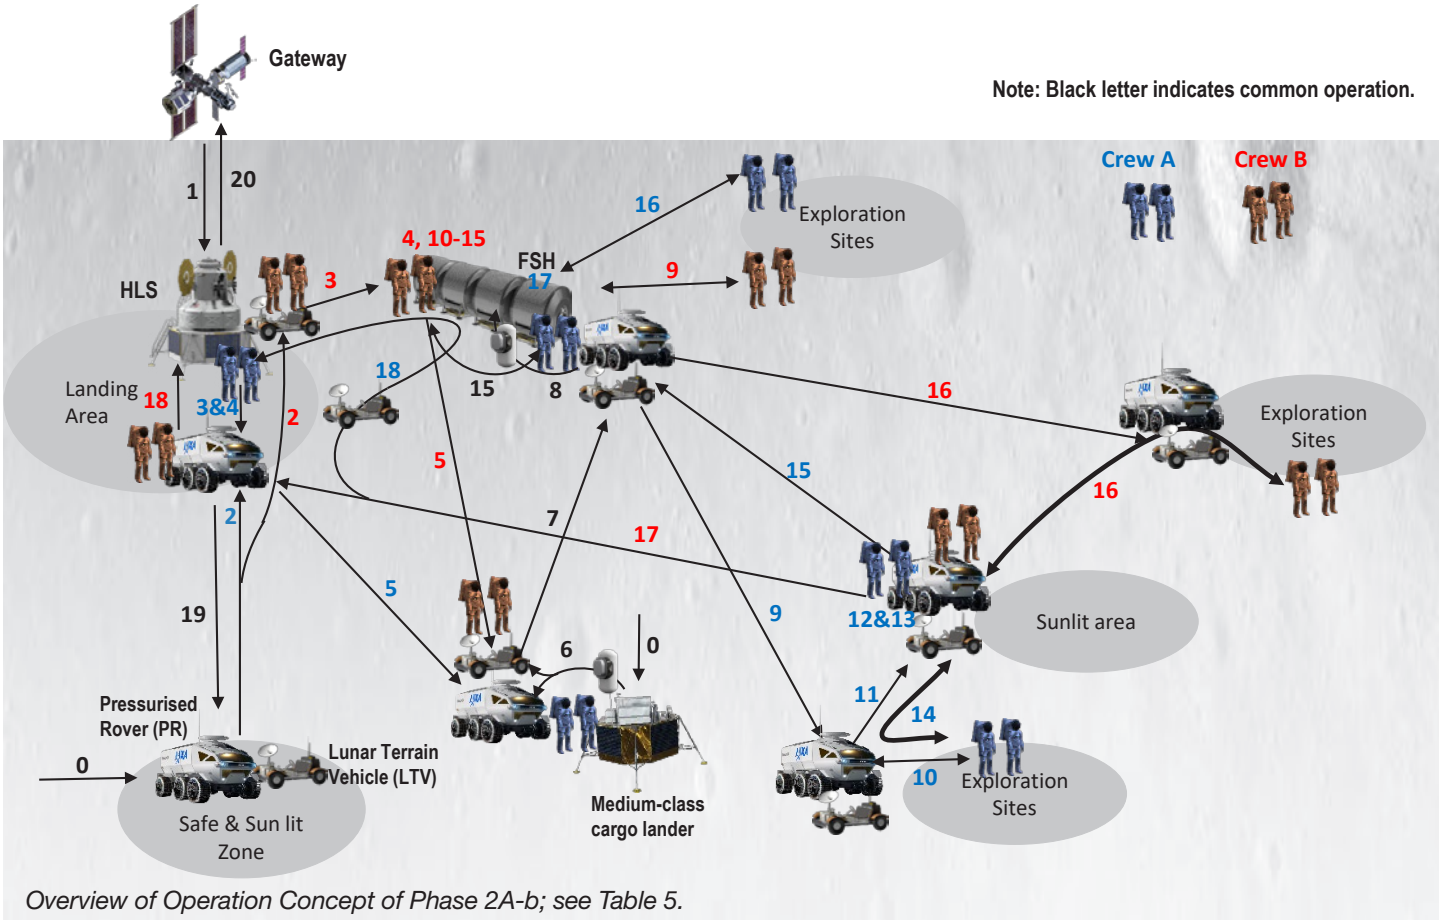 Gateway
Note: Black letter indicates common operation.
1
20
Crew A
Crew B
16
Exploration
Sites
4, 10-15
FSH
17
3
9
HLS
18
15
8
Landing
Area
18
3&4
2
16
Exploration
Sites
5
15
16
2
7
17
5
9
12&13
Sunlit area
19
6
0
11
14
Pressurised
Rover (PR)
0
Lunar Terrain
Vehicle (LTV)
10
Exploration
Sites
Medium-class
cargo lander
Safe & Sun lit
Zone
Overview of Operation Concept of Phase 2A-b; see Table 5.